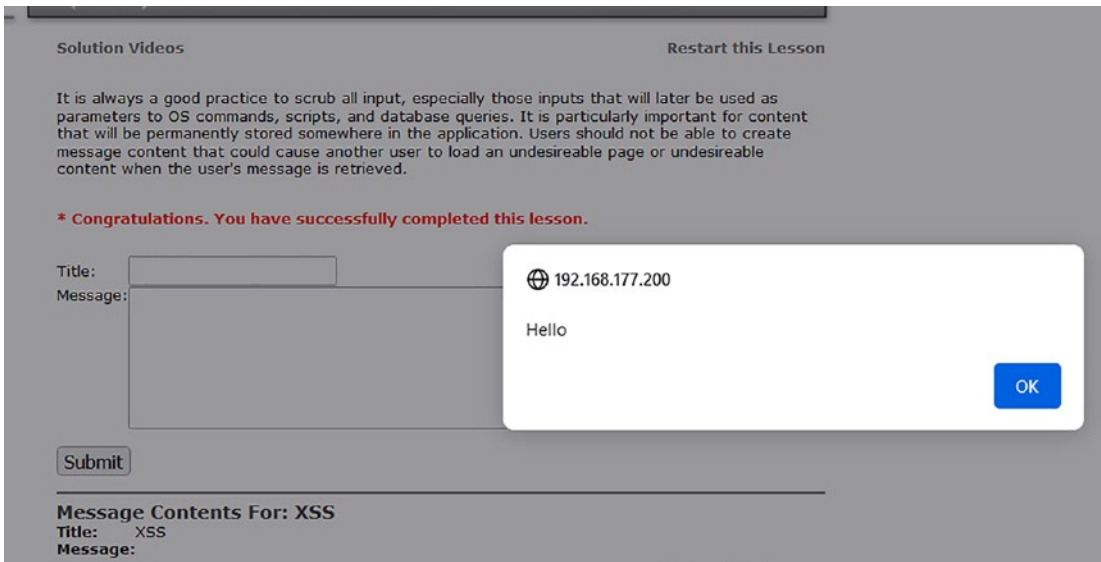 Solution Videos Restart this Lesson
It is always a good practice to scrub all input, especially those inputs that will later be used as
parameters to OS commands, scripts, and database queries. It is particularly important for content
that will be permanently stored somewhere in the application. Users should not be able to create
message content that could cause another user to load an undesireable page or undesireable
content when the user's message is retrieved.
* Congratulations. You have successfully completed this lesson.
Title:
Message:
192.168.177.200
Hello
OK
Submit
Message Contents For: XSS
Title: XSS
Message: